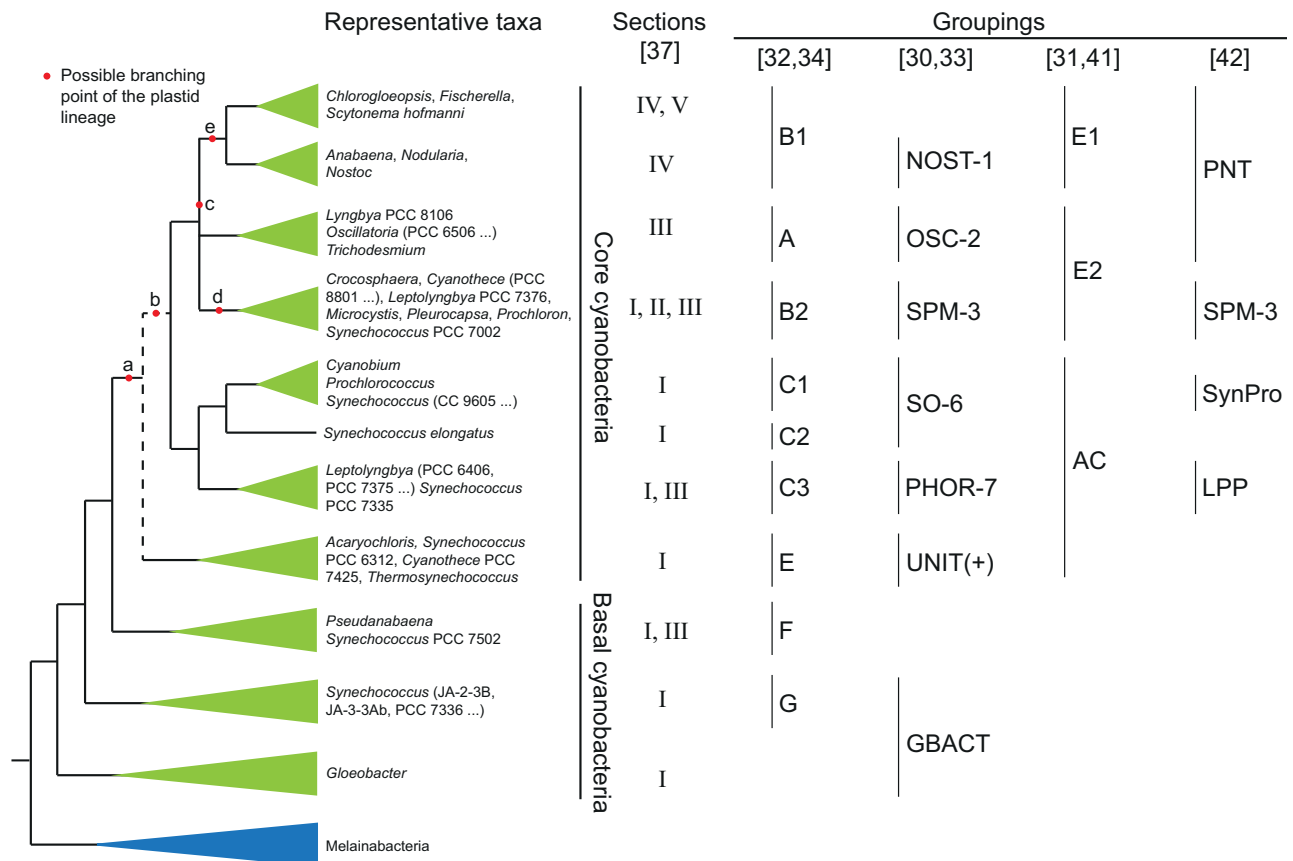 Representative taxa
Sections
[37]
Groupings
[32,34]
[30,33]
[31,41]
[42]
Possible branching
point of the plastid
lineage
e
c
b
d
a
Chlorogloeopsis, Fischerella,
Scytonema hofmanni
IV, V
B1
E1
Anabaena, Nodularia,
Nostoc
IV
NOST-1
PNT
Lyngbya PCC 8106
Oscillatoria (PCC 6506 ...)
Trichodesmium
III
A
OSC-2
E2
Crocosphaera, Cyanothece (PCC
8801 ...), Leptolyngbya PCC 7376,
Microcystis, Pleurocapsa, Prochloron,
Synechococcus PCC 7002
I, II, III
B2
SPM-3
SPM-3
Cyanobium
Prochlorococcus
Synechococcus (CC 9605 ...)
I
C1
SO-6
SynPro
Synechococcus elongatus
I
C2
AC
Leptolyngbya (PCC 6406,
PCC 7375 ...) Synechococcus
PCC 7335
I, III
C3
PHOR-7
LPP
Acaryochloris, Synechococcus
PCC 6312, Cyanothece PCC
7425, Thermosynechococcus
I
E
UNIT(+)
Core cyanobacteria
Pseudanabaena
Synechococcus PCC 7502
I, III
F
Synechococcus (JA-2-3B,
JA-3-3Ab, PCC 7336 ...)
I
G
GBACT
Gloeobacter
I
Basal cyanobacteria
Melainabacteria